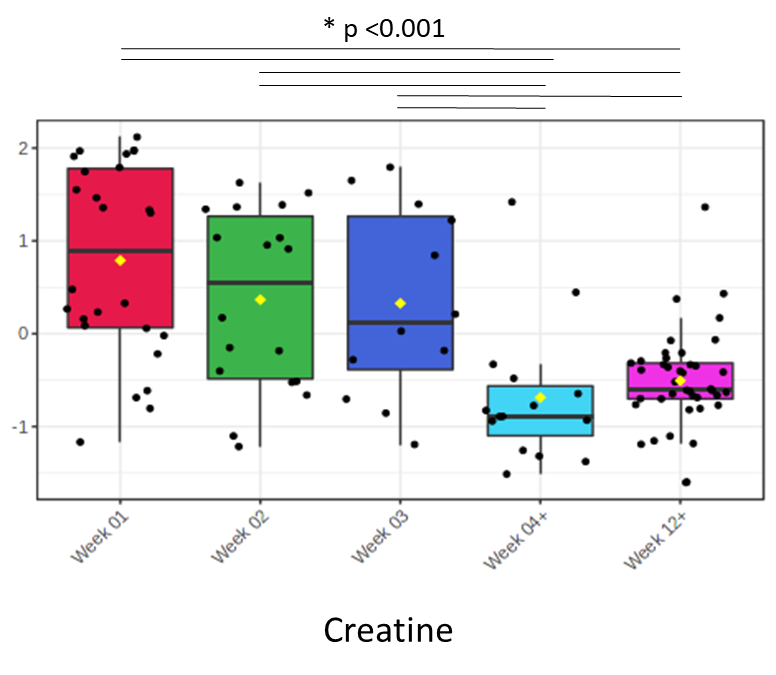 * p <0.001
2
1
0
-1
Week 01
Week 02
Week 03
Week 04+
Week 12+
Creatine